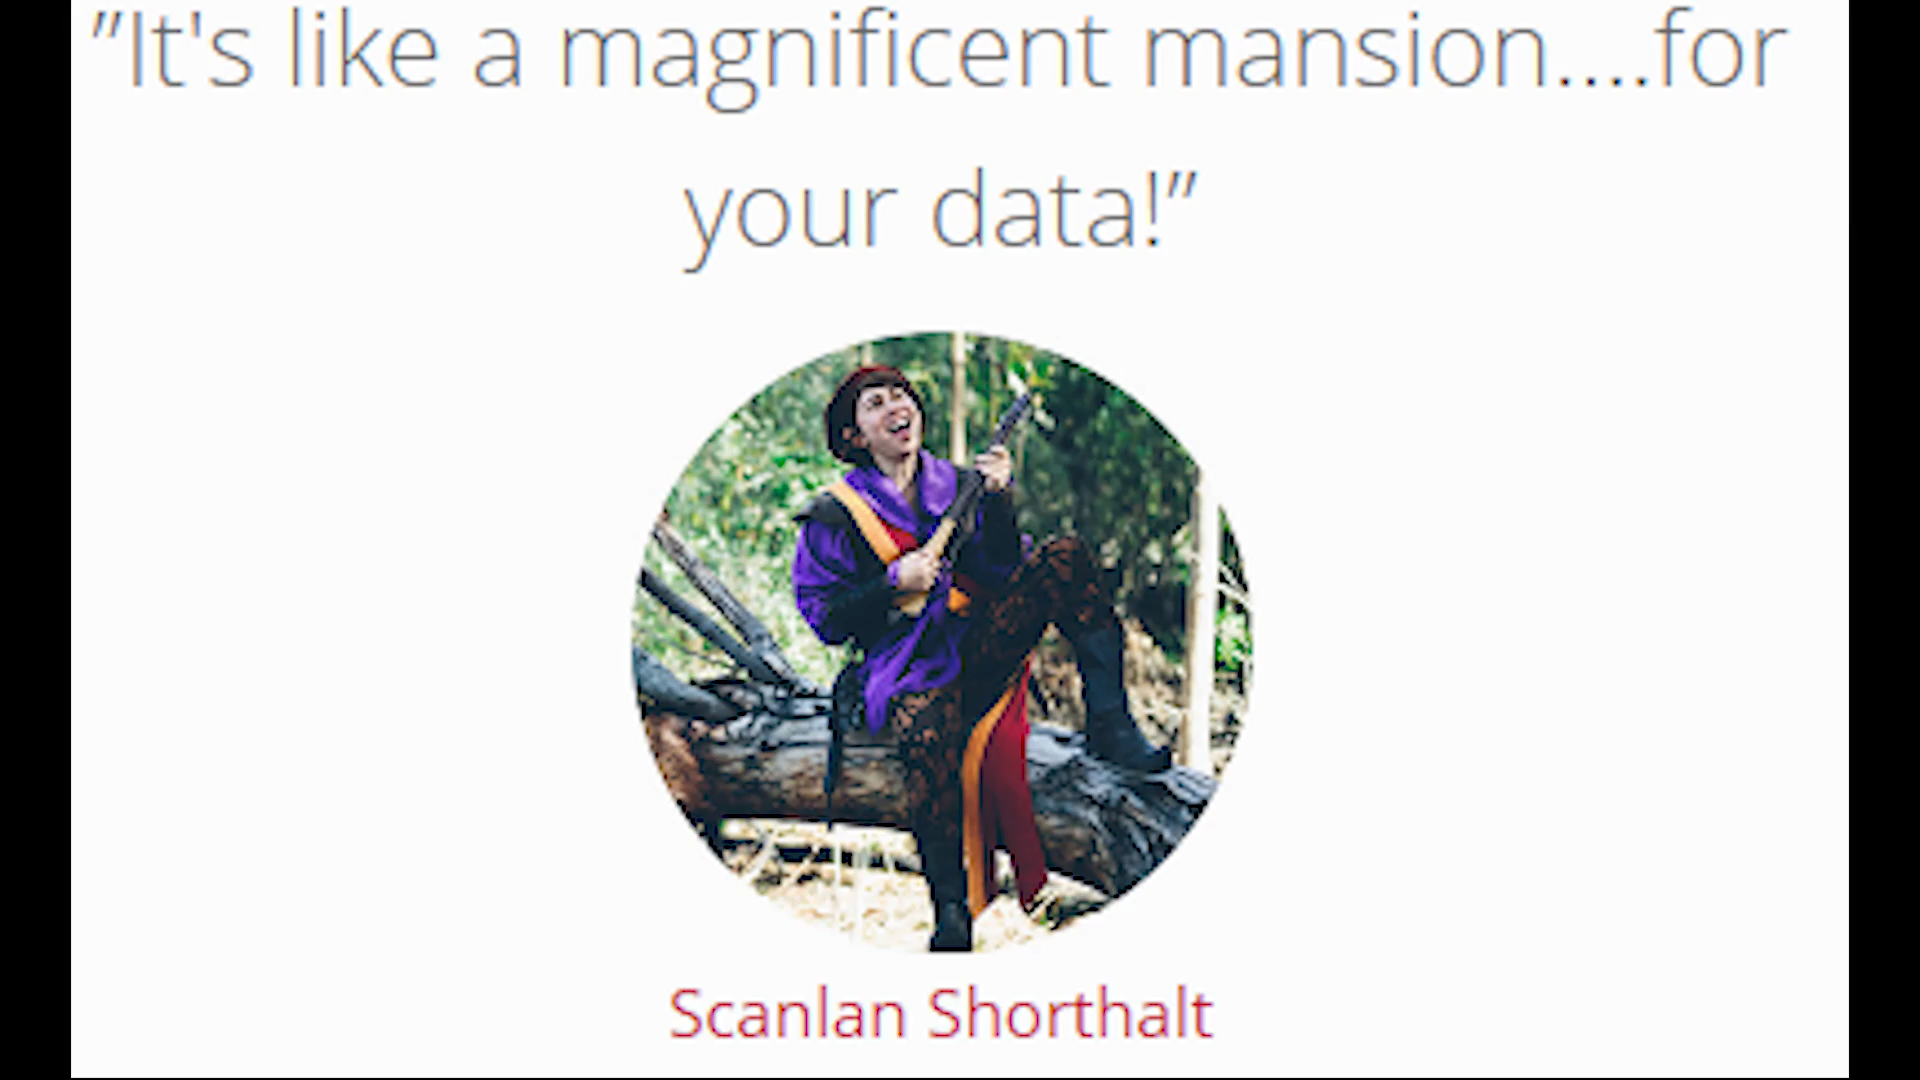 "It's like a magnificent mansion....for
your data!”
Scanlan Shorthalt